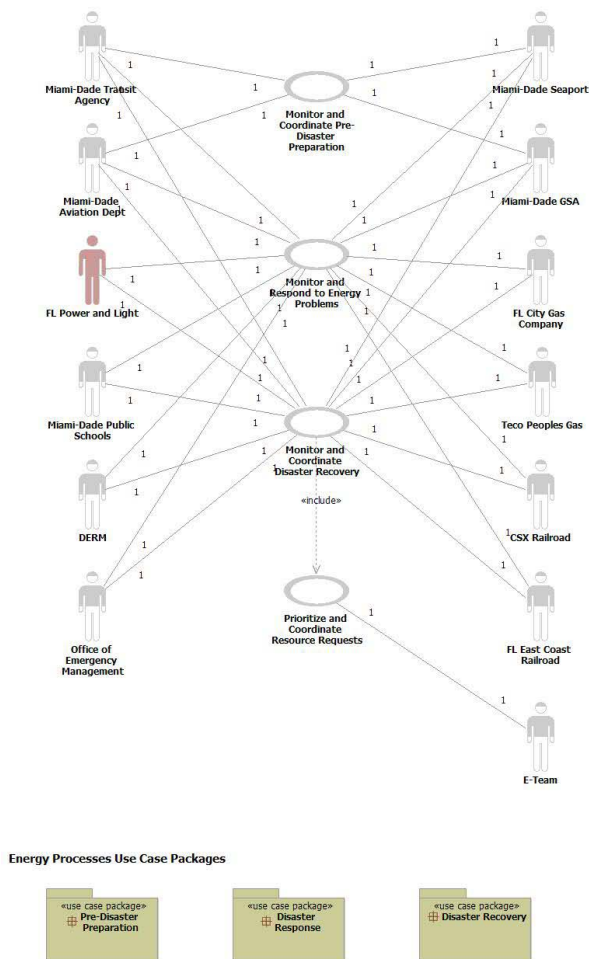 Miami-Dade Transit
Agency
Miami-Dade Seaport
Monitor and
Coordinate Pre-
Disaster
Preparation
Miami-Dade
Aviation Dept
Miami-Dade GSA
Monitor and
Respond to Energy
Problems
FL Power and Light
FL City Gas
Company
Miami-Dade Public
Schools
Teco Peoples Gas
Monitor and
Coordinate
Disaster Recovery
DERM
CSX Railroad
«include»
Prioritize and
Coordinate
Resource Requests
Office of
Emergency
Management
FL East Coast
Railroad
E-Team
Energy Processes Use Case Packages
«use case package»
Pre-Disaster
Preparation
«use case package»
Disaster
Response
«use case package»
Disaster Recovery